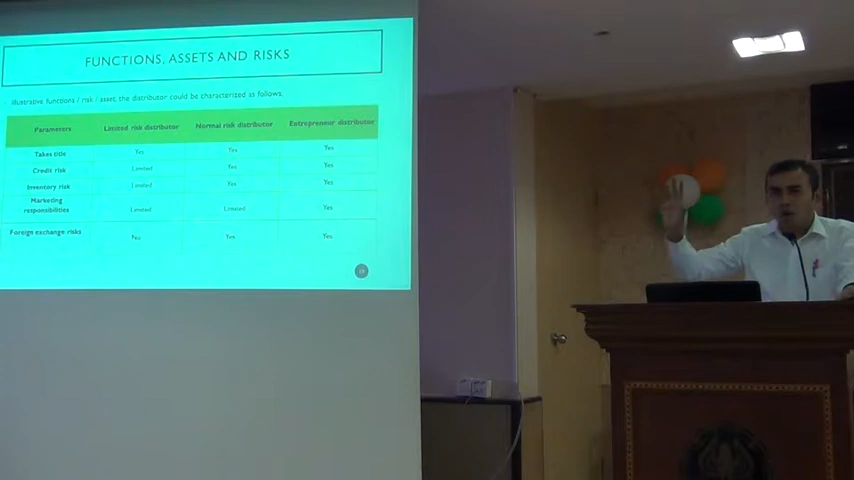 FUNCTIONS, ASSETS AND RISKS
Illustrative functions / risk / asset, the distributor could be characterized as follows.
Parameters Limited risk distributor Normal risk distributor Entrepreneur distributor
Takes title Yes Yes Yes
Credit risk Limited Yes Yes
Inventory risk Limited Yes Yes
Marketing
responsibilities Limited Limited Yes
Foreign exchange risks No Yes Yes